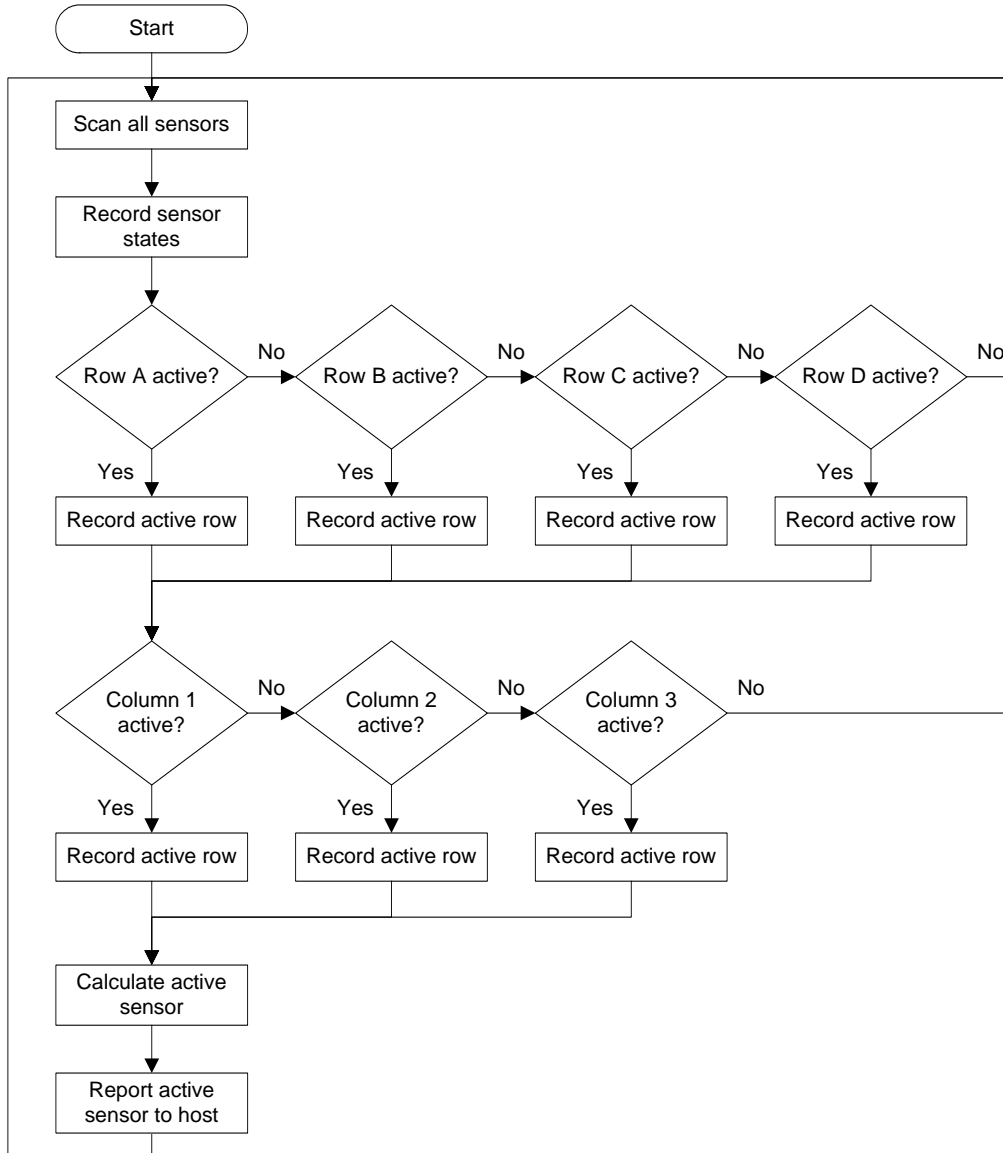 Start
Scan all sensors
Record sensor
states
No
No
No
No
Row A active?
Row B active?
Row C active?
Row D active?
Yes
Yes
Yes
Yes
Record active row
Record active row
Record active row
Record active row
No
No
No
Column 1
active?
Column 2
active?
Column 3
active?
Yes
Yes
Yes
Record active row
Record active row
Record active row
Calculate active
sensor
Report active
sensor to host